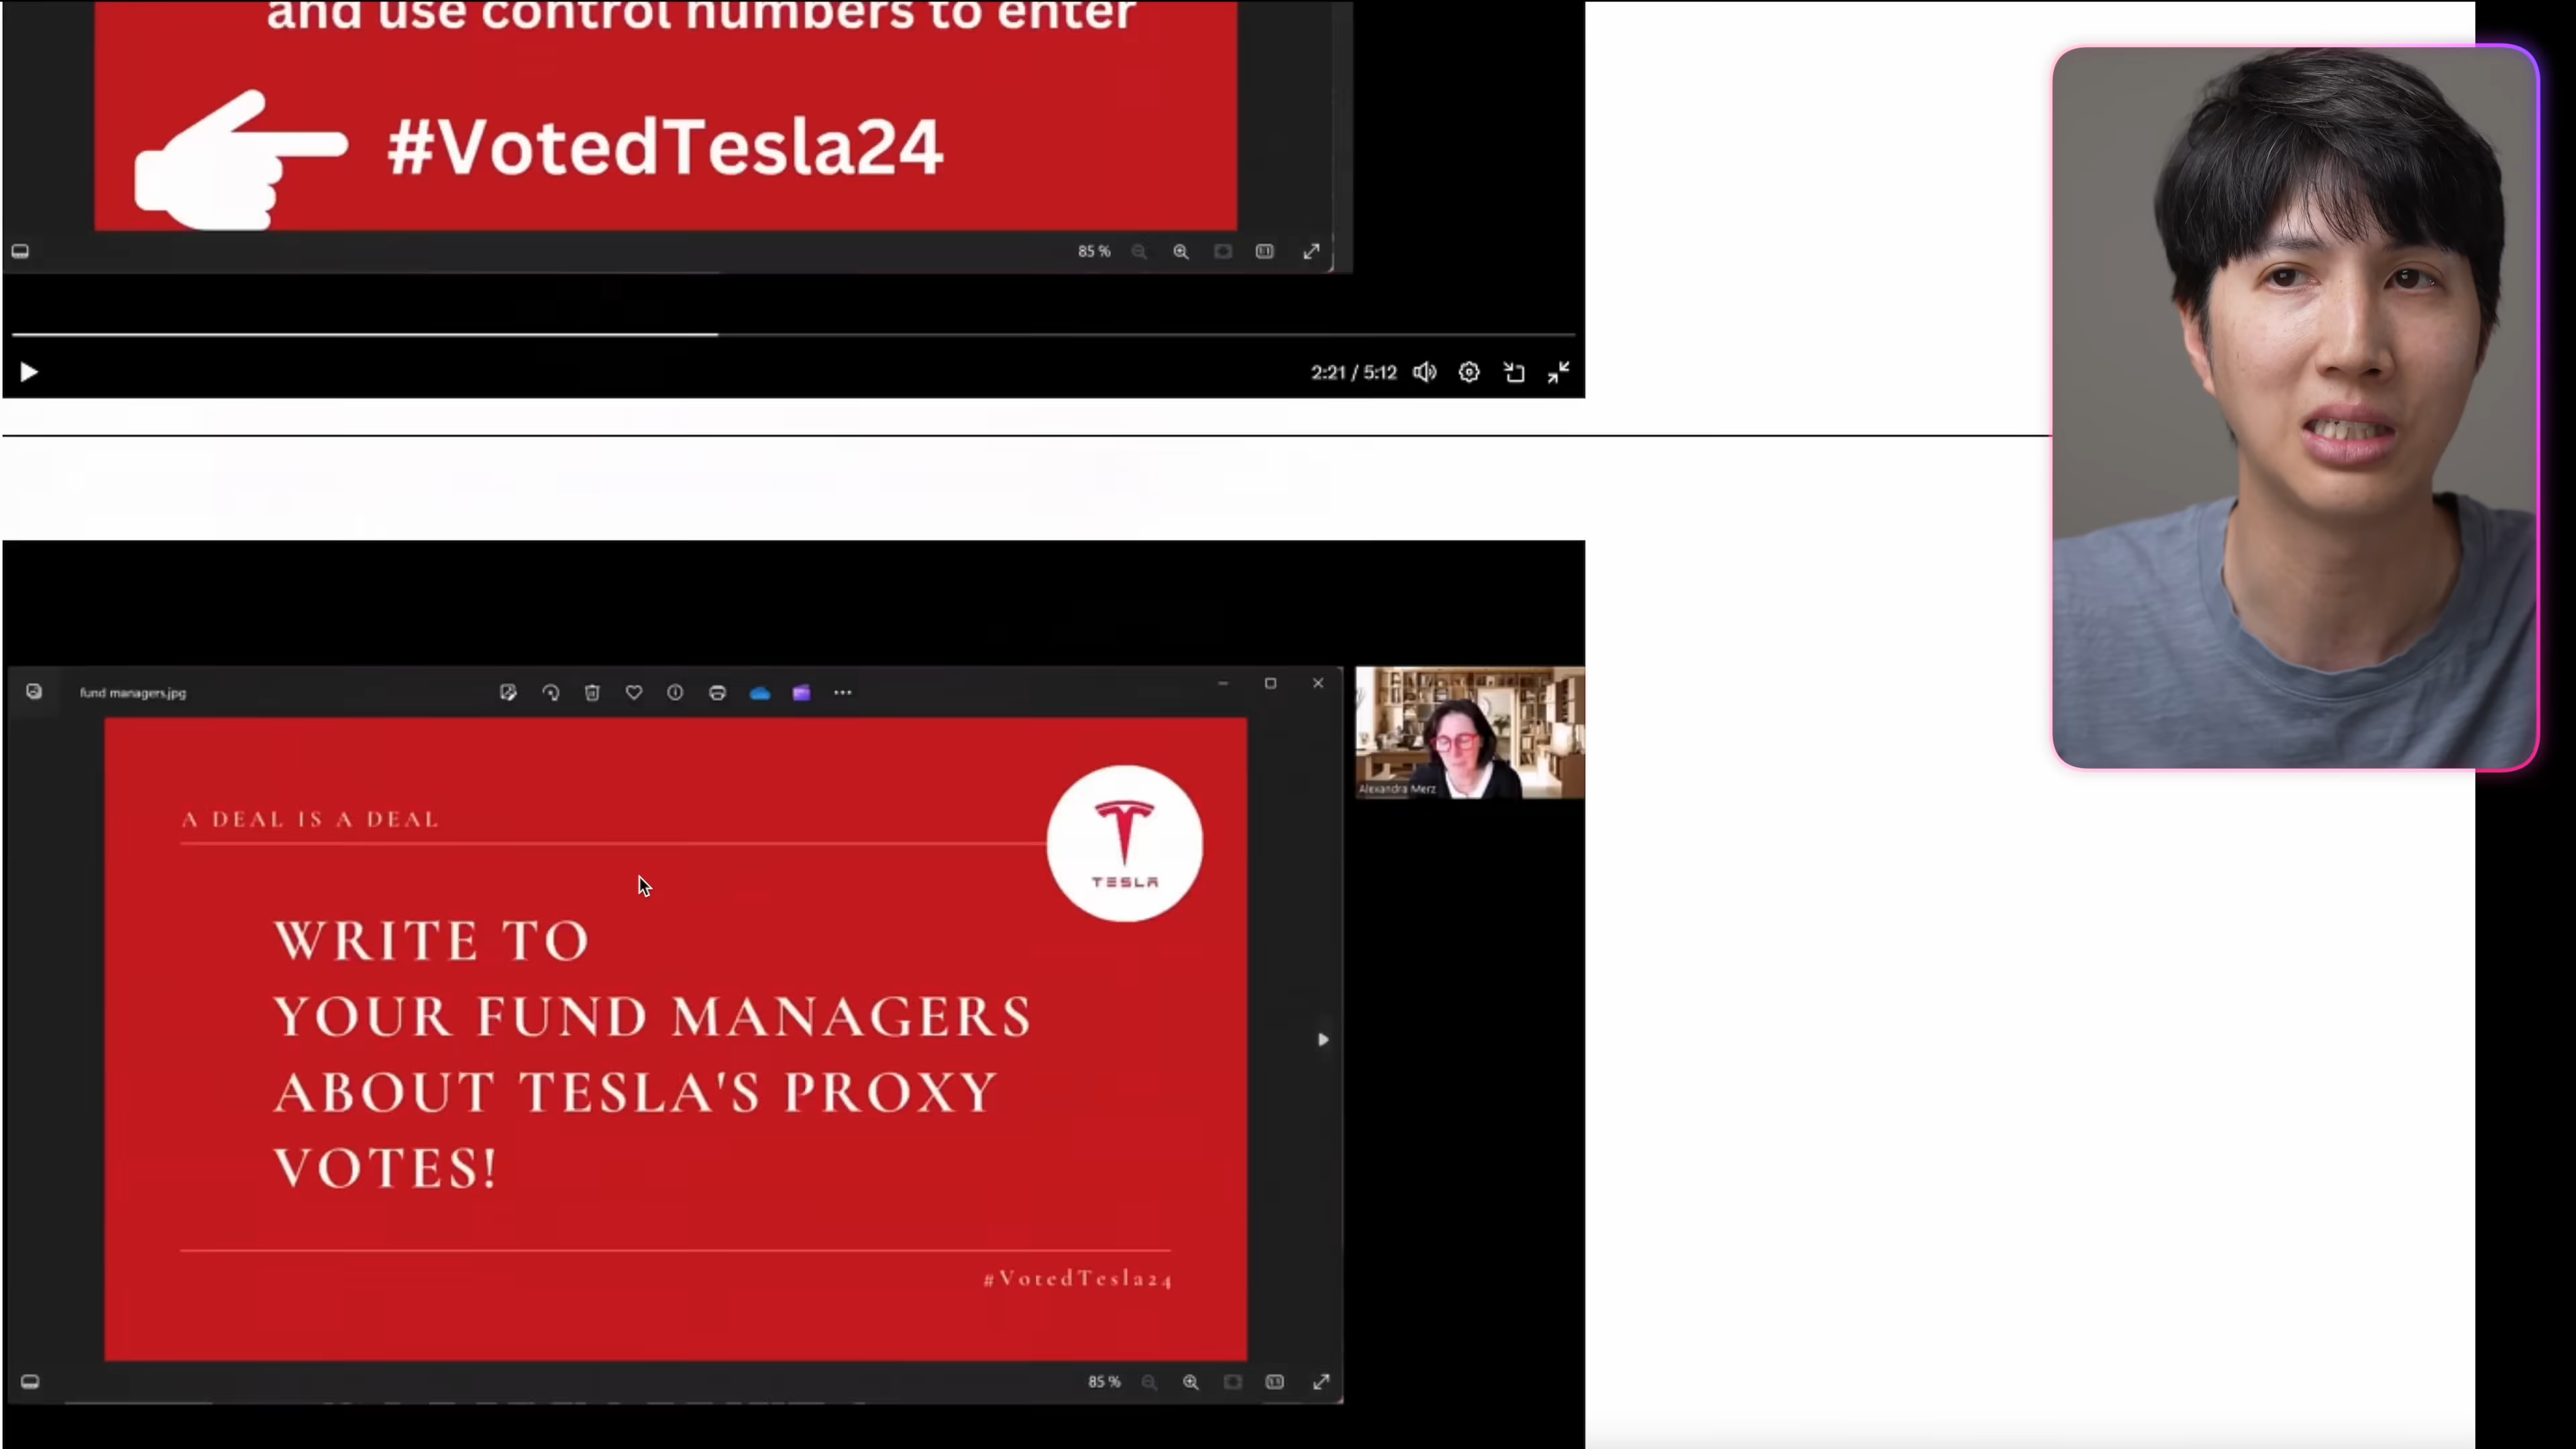 and use control numbers to enter
#VotedTesla24
85 %
2:21 / 5:12
fund managers.jpg
Alexandra Merz
A DEAL IS A DEAL
TESLA
WRITE TO
YOUR FUND MANAGERS
ABOUT TESLA'S PROXY
VOTES!
#VotedTesla24
85 %